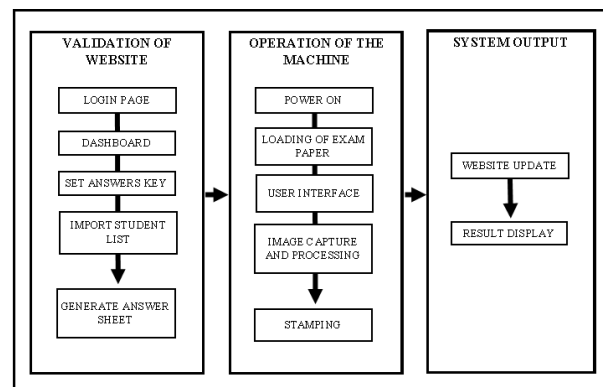 VALIDATION OF
WEBSITE
LOGIN PAGE
DASHBOARD
SET ANSWERS KEY
IMPORT STUDENT
LIST
GENERATE ANSWER
SHEET
OPERATION OF THE
MACHINE
POWER ON
LOADING OF EXAM
PAPER
USER INTERFACE
IMAGE CAPTURE
AND PROCESSING
STAMPING
SYSTEM OUTPUT
WEBSITE UPDATE
RESULT DISPLAY